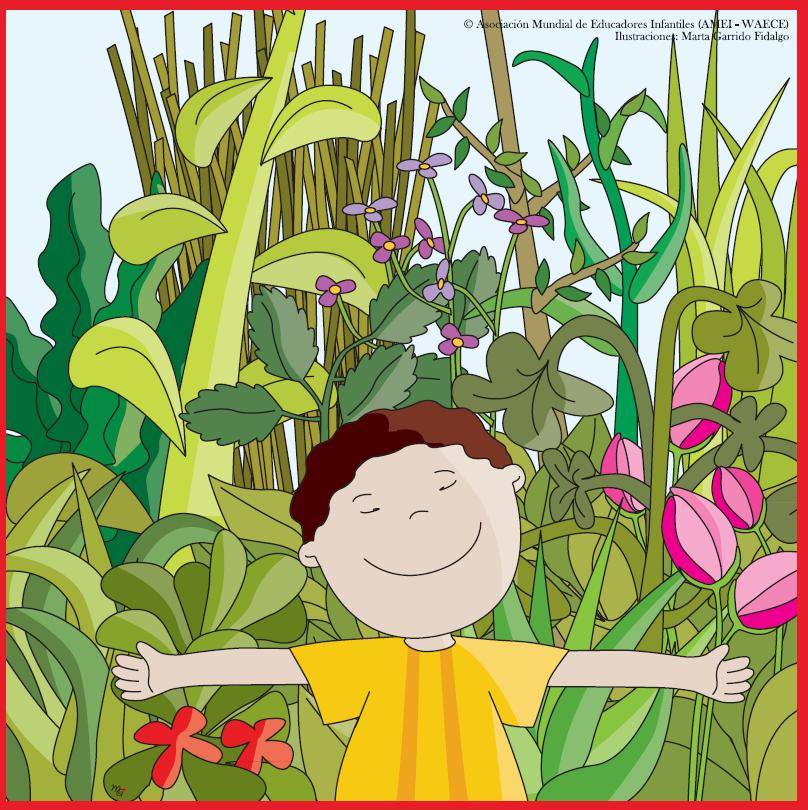 © Asociación Mundial de Educadores Infantiles (AMEI - WAECE)
Ilustraciones: Marta Garrido Fidalgo